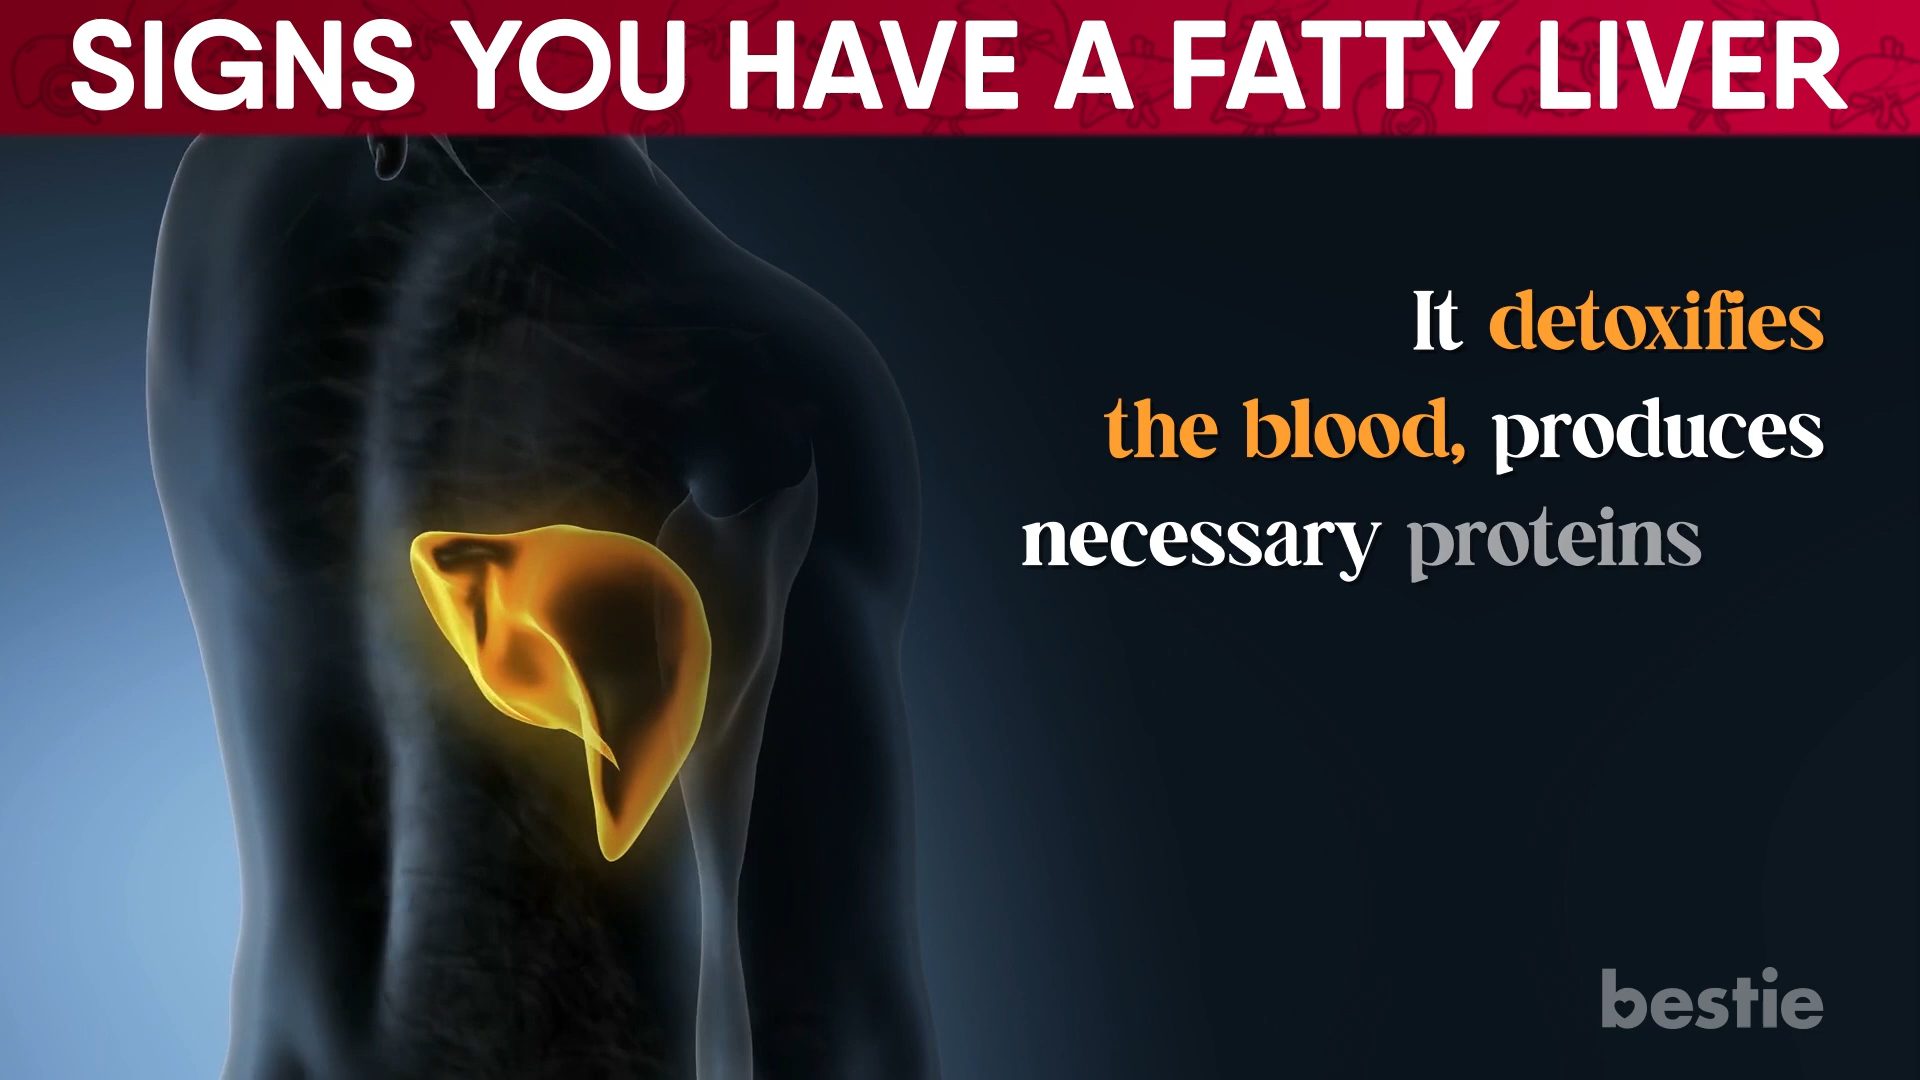 SIGNS YOU HAVE A FATTY LIVER
It detoxifies
the blood, produces
necessary proteins
bestie